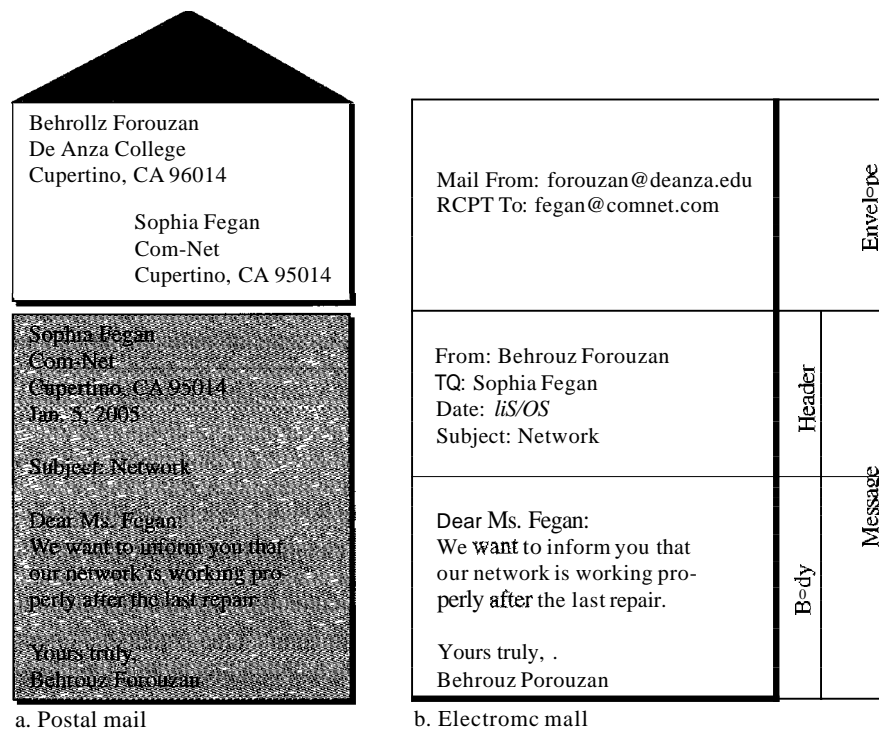 Behrollz Forouzan
De Anza College
Cupertino, CA 96014
Sophia Fegan
Com-Net
Cupertino, CA 95014
Sophia Fegan
Com-Net
Cupertino, CA 95014
Jan. 5, 2005
Subject: Network
Dear Ms. Fegan:
We want to inform you that
our network is working pro-
perly after the last repair.
Yours truly,
Behrouz Forouzan
a. Postal mail
Mail From: forouzan@deanza.edu
RCPT To: fegan@comnet.com
Envelope
From: Behrouz Forouzan
TQ: Sophia Fegan
Date: liS/OS
Subject: Network
Header
Dear Ms. Fegan:
We want to inform you that
our network is working pro-
perly after the last repair.
Yours truly, .
Behrouz Porouzan
Body
Message
b. Electromc mall